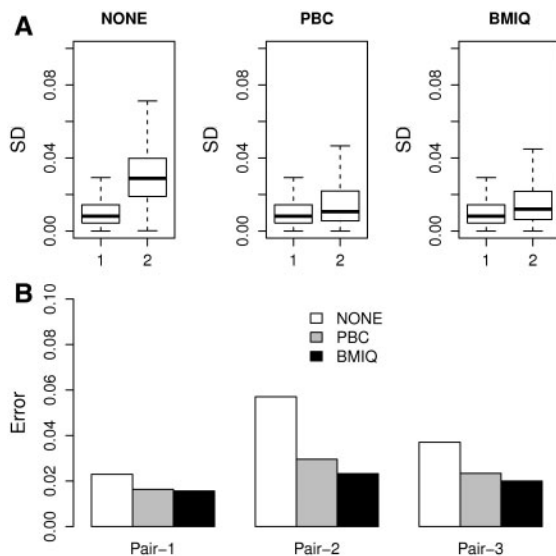 A
NONE
PBC
BMIQ
SD
0.00
0.04
0.08
1
2
SD
0.00
0.04
0.08
1
2
SD
0.00
0.04
0.08
1
2
B
Error
0.00
0.02
0.04
0.06
0.08
0.10
NONE
PBC
BMIQ
Pair-1
Pair-2
Pair-3